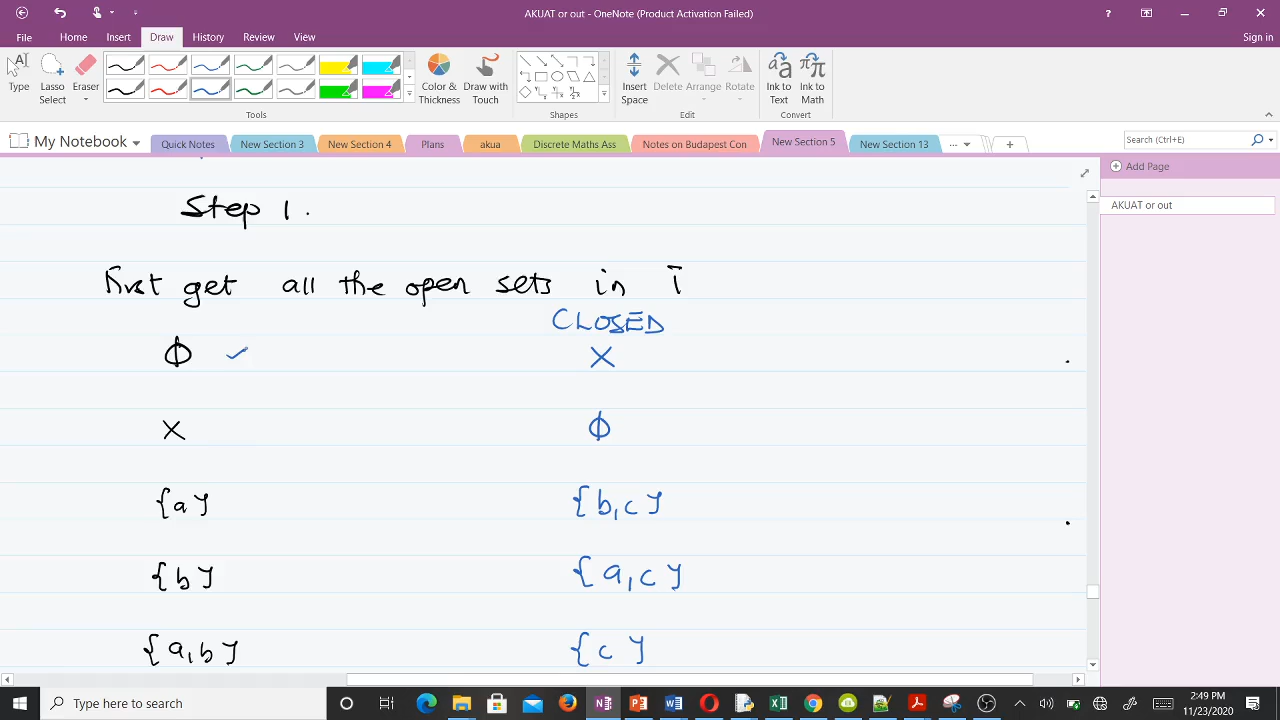 AKUAT or out - OneNote (Product Activation Failed)
File Home Insert Draw History Review View
Sign in
Type
Lasso Select
Eraser
Color & Thickness
Draw with Touch
Insert Space
Delete
Arrange
Rotate
Ink to Text
Ink to Math
Tools
Shapes
Edit
Convert
My Notebook Quick Notes New Section 3 New Section 4 Plans akua Discrete Maths Ass Notes on Budapest Con New Section 5 New Section 13 ...
Search (Ctrl+E)
Add Page
AKUAT or out
Step 1.
First get all the open sets in T
CLOSED
Φ ✓ X
X Φ
{a} {b,c}
{b} {a,c}
{a,b} {c}
Type here to search
2:49 PM
11/23/2020